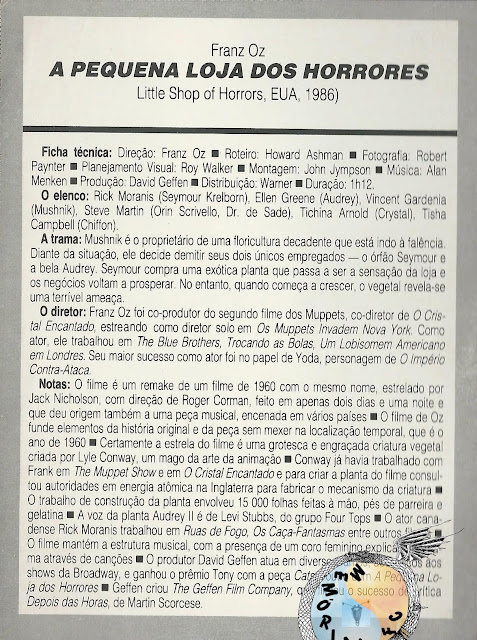 Franz Oz
A PEQUENA LOJA DOS HORRORES
Little Shop of Horrors, EUA, 1986)
Ficha técnica: Direção: Franz Oz ■ Roteiro: Howard Ashman ■ Fotografia: Robert
Paynter ■ Planejamento Visual: Roy Walker ■ Montagem: John Jympson ■ Música: Alan
Menken ■ Produção: David Geffen ■ Distribuição: Warner ■ Duração: 1h12.
O elenco: Rick Moranis (Seymour Krelborn), Ellen Greene (Audrey), Vincent Gardenia
(Mushnik), Steve Martin (Orin Scrivello, Dr. de Sade), Tichina Arnold (Crystal), Tisha
Campbell (Chiffon).
A trama: Mushnik é o proprietário de uma floricultura decadente que está indo à falência.
Diante da situação, ele decide demitir seus dois únicos empregados — o órfão Seymour e
a bela Audrey. Seymour compra uma exótica planta que passa a ser a sensação da loja e
os negócios voltam a prosperar. No entanto, quando começa a crescer, o vegetal revela-se
uma terrível ameaça.
O diretor: Franz Oz foi co-produtor do segundo filme dos Muppets, co-diretor de O Cris-
tal Encantado, estreando como diretor solo em Os Muppets Invadem Nova York. Como
ator, ele trabalhou em The Blue Brothers, Trocando as Bolas, Um Lobisomem Americano
em Londres. Seu maior sucesso como ator foi no papel de Yoda, personagem de O Império
Contra-Ataca.
Notas: O filme é um remake de um filme de 1960 com o mesmo nome, estrelado por
Jack Nicholson, com direção de Roger Corman, feito em apenas dois dias e uma noite e
que deu origem também a uma peça musical, encenada em vários países ■ O filme de Oz
funde elementos da história original e da peça sem mexer na localização temporal, que é o
ano de 1960 ■ Certamente a estrela do filme é uma grotesca e engraçada criatura vegetal
criada por Lyle Conway, um mago da arte da animação ■ Conway já havia trabalhado com
Frank em The Muppet Show e em O Cristal Encantado e para criar a planta do filme consul-
tou autoridades em energia atômica na Inglaterra para fabricar o mecanismo da criatura ■
O trabalho de construção da planta envolveu 15 000 folhas feitas à mão, pés de parreira e
gelatina ■ A voz da planta Audrey II é de Levi Stubbs, do grupo Four Tops ■ O ator cana-
dense Rick Moranis trabalhou em Ruas de Fogo, Os Caça-Fantasmas entre outros
O filme mantém a estrutura musical, com a presença de um coro feminino
ma através de canções ■ O produtor David Geffen atua em aos
shows da Broadway, e ganhou o prêmio Tony com a peça A Pequena Lo-
ja dos Horrores ■ Geffen criou The Geffen Film Company, o sucesso de crítica
Depois das Horas, de Martin Scorcese.
MEMÓRIA